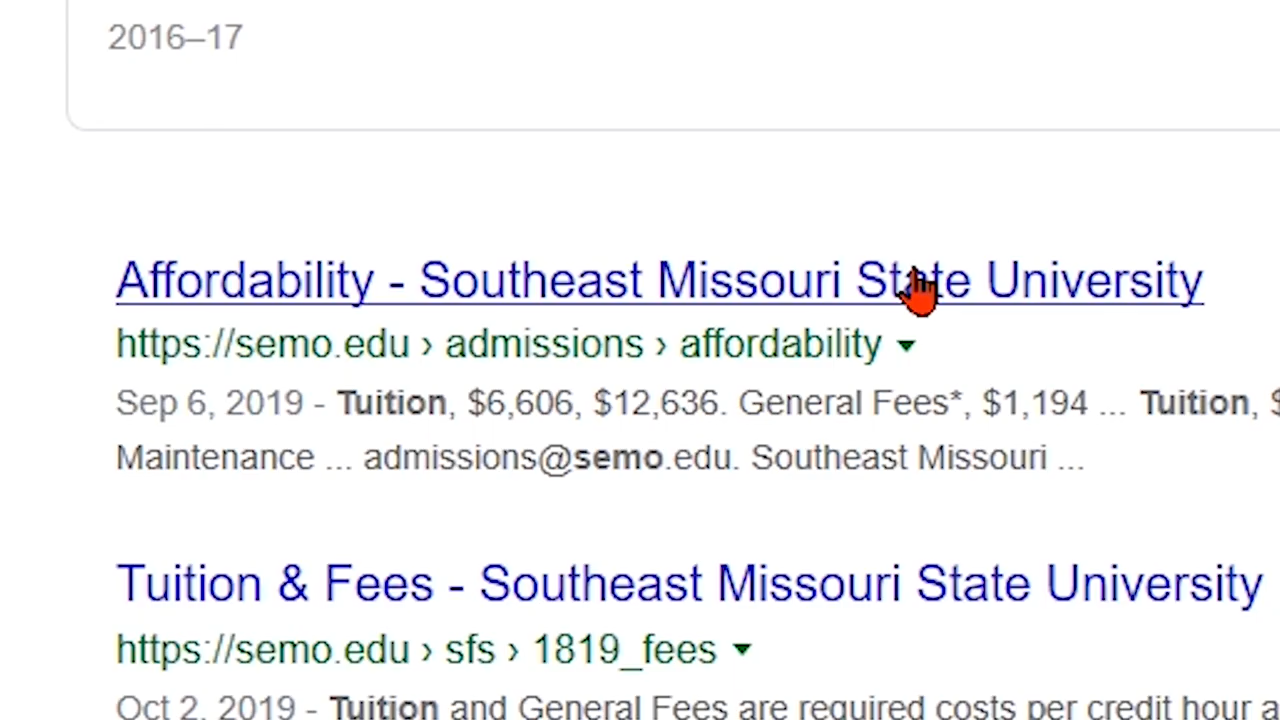 2016–17
Affordability - Southeast Missouri State University
https://semo.edu › admissions › affordability
Sep 6, 2019 - Tuition, $6,606, $12,636. General Fees*, $1,194 ... Tuition, $
Maintenance ... admissions@semo.edu. Southeast Missouri ...
Tuition & Fees - Southeast Missouri State University
https://semo.edu › sfs › 1819_fees
Oct 2, 2019 - Tuition and General Fees are required costs per credit hour a